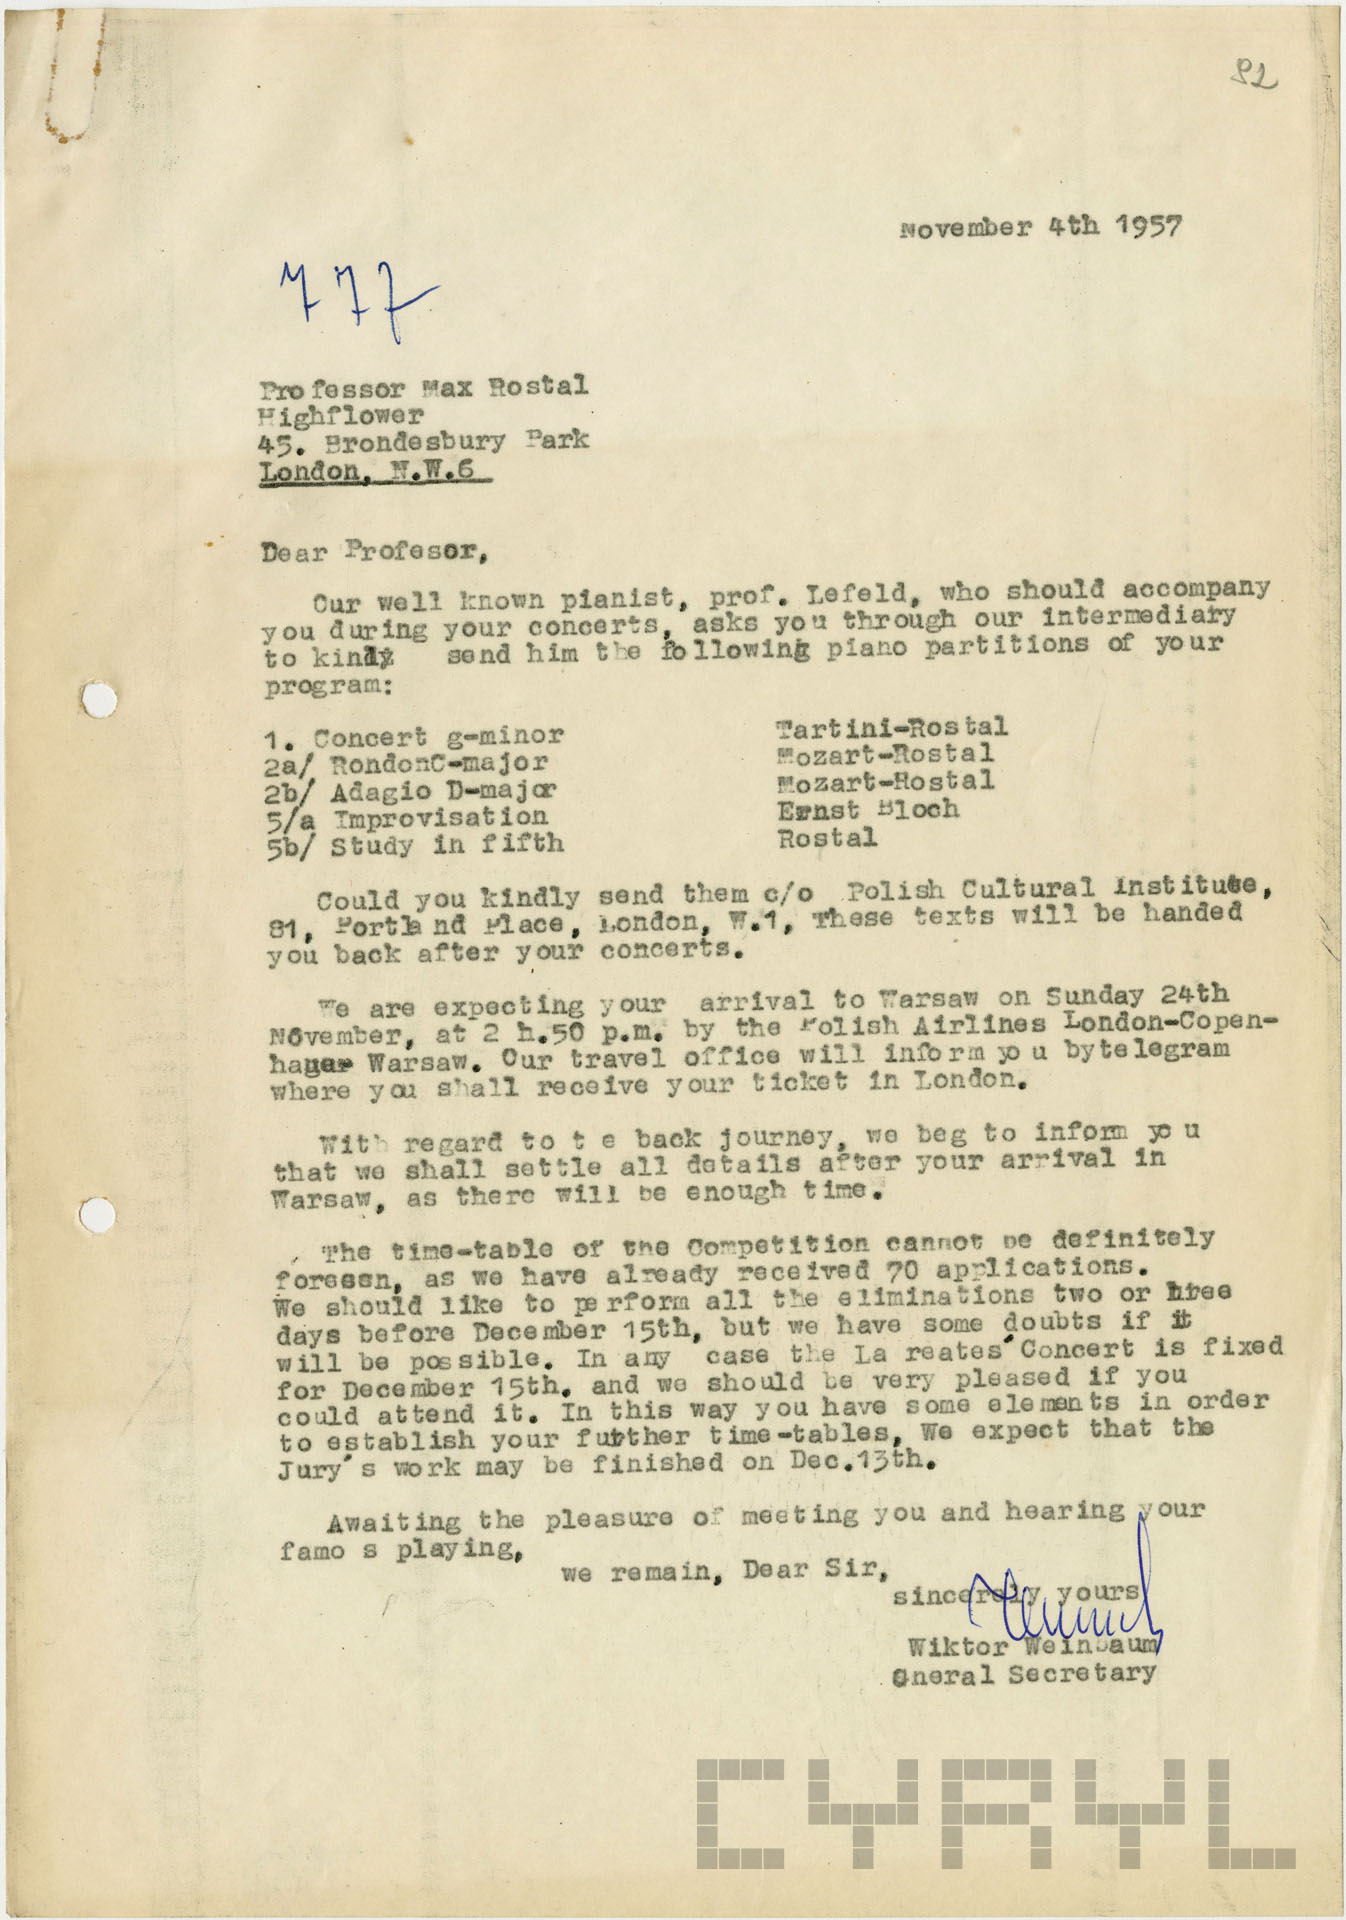 82
November 4th 1957
777
Professor Max Rostal
Highflower
45. Brondesbury Park
London, N.W.6
Dear Profesor,
Our well known pianist, prof. Lefeld, who should accompany
you during your concerts, asks you through our intermediary
to kindly send him the following piano partitions of your
program:
1. Concert g-minor Tartini-Rostal
2a/ RondonC-major Mozart-Rostal
2b/ Adagio D-major Mozart-Rostal
5/a Improvisation Ernst Bloch
5b/ Study in fifth Rostal
Could you kindly send them c/o Polish Cultural Institute,
81, Portland Place, London, W.1, These texts will be handed
you back after your concerts.
We are expecting your arrival to Warsaw on Sunday 24th
November, at 2 h.50 p.m. by the Polish Airlines London-Copen-
Warsaw. Our travel office will inform you bytelegram
where you shall receive your ticket in London.
With regard to t e back journey, we beg to inform you
that we shall settle all details after your arrival in
Warsaw, as there will be enough time.
The time-table of the Competition cannot be definitely
foreesn, as we have already received 70 applications.
We should like to perform all the eliminations two or
days before December 15th, but we have some doubts if it
will be possible. In any case the La reates' Concert is fixed
for December 15th. and we should be very pleased if you
could attend it. In this way you have some elements in order
to establish your further time-tables, We expect that the
Jury's work may be finished on Dec.13th.
Awaiting the pleasure of meeting you and hearing your
famo s playing,
we remain, Dear Sir,
sincerely yours
Wiktor Weinbaum
Gneral Secretary
CYRYL